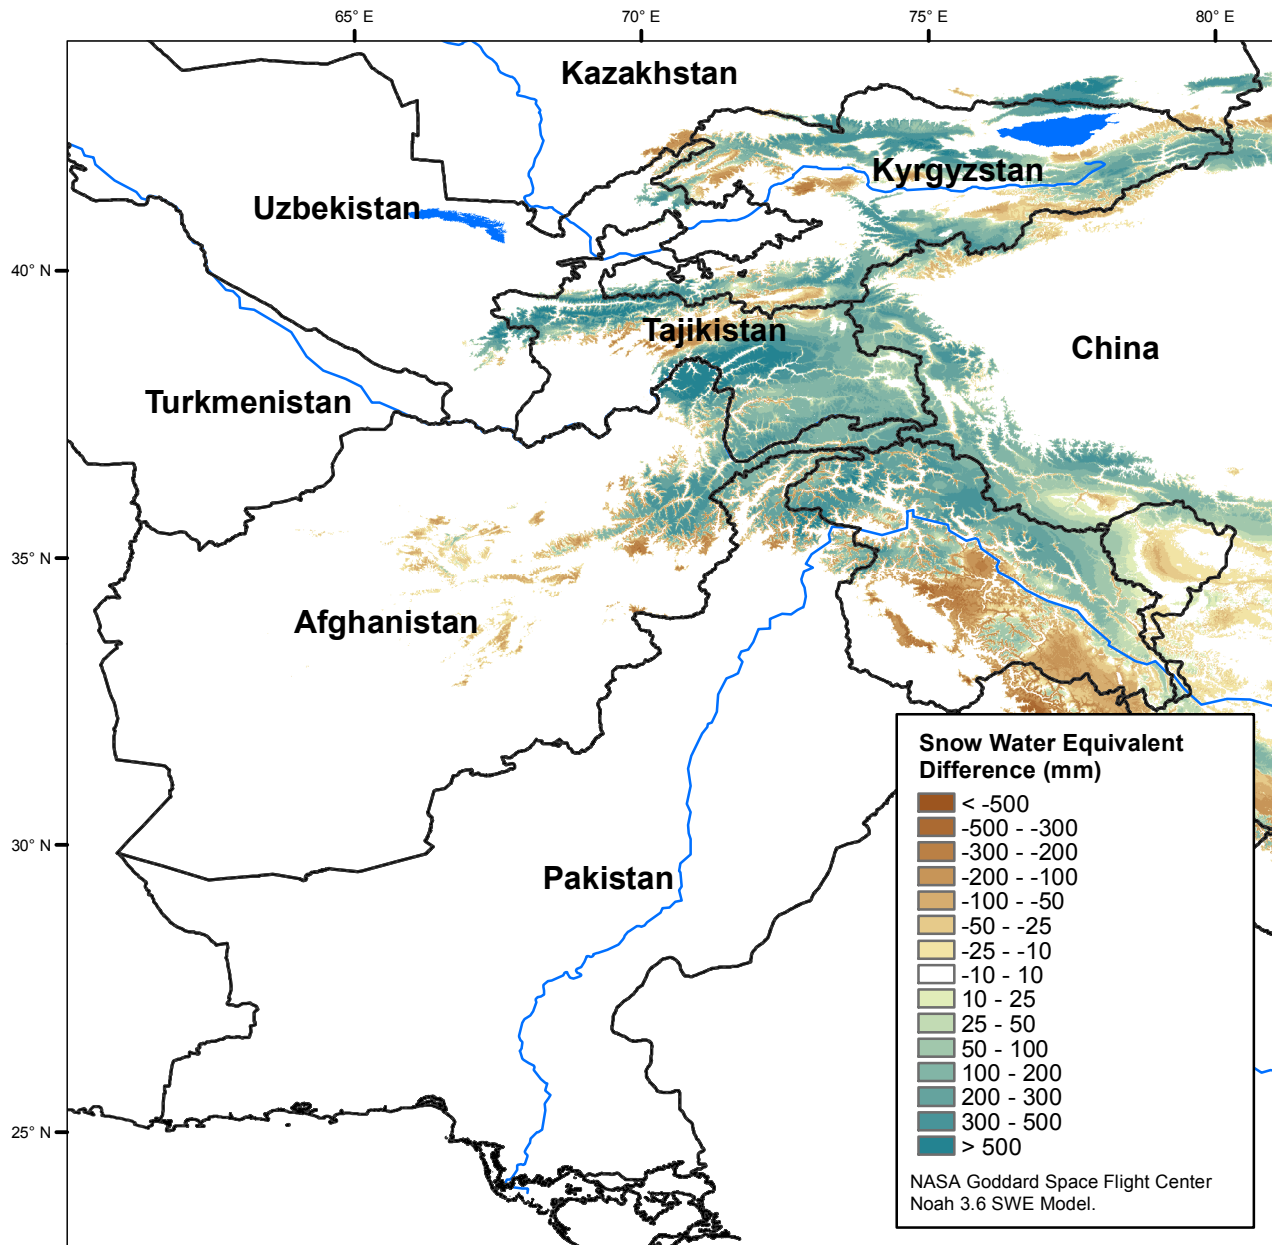 65° E
70° E
75° E
80° E
Kazakhstan
Kyrgyzstan
Uzbekistan
40° N
Tajikistan
China
Turkmenistan
35° N
Afghanistan
30° N
Pakistan
25° N
Snow Water Equivalent
Difference (mm)
< -500
-500 - -300
-300 - -200
-200 - -100
-100 - -50
-50 - -25
-25 - -10
-10 - 10
10 - 25
25 - 50
50 - 100
100 - 200
200 - 300
300 - 500
> 500
NASA Goddard Space Flight Center
Noah 3.6 SWE Model.